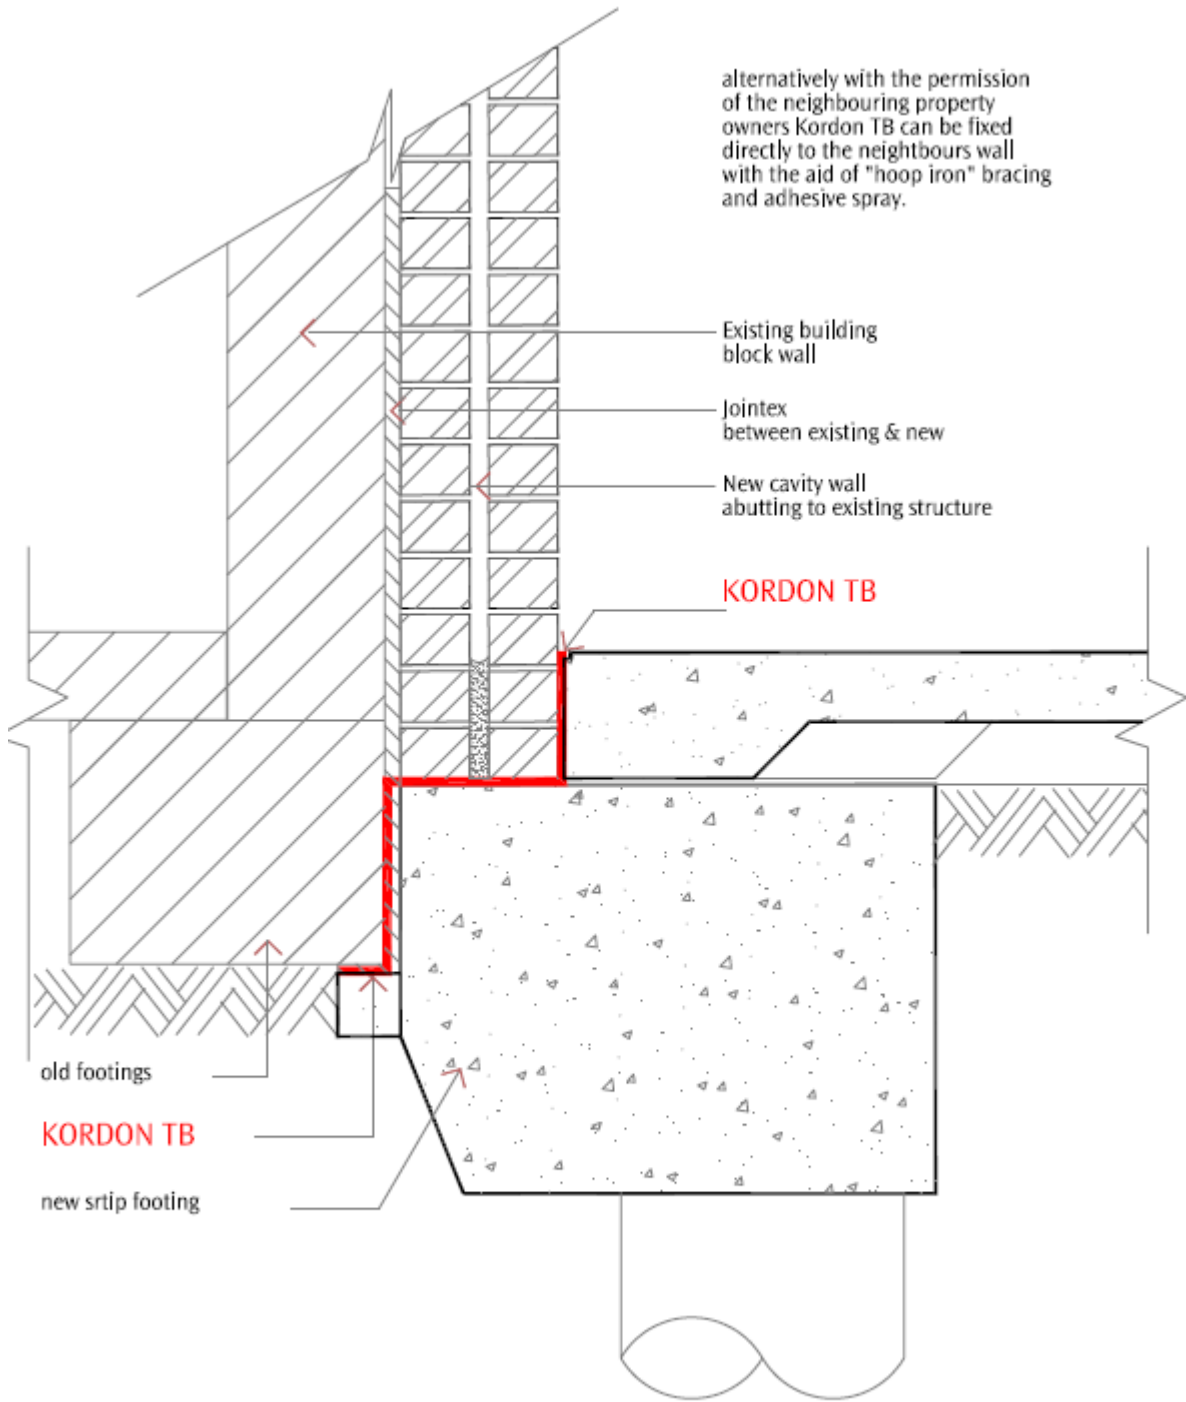 alternatively with the permission
of the neighbouring property
owners Kordon TB can be fixed
directly to the neightbours wall
with the aid of "hoop iron" bracing
and adhesive spray.
Existing building
block wall
Jointex
between existing & new
New cavity wall
abutting to existing structure
KORDON TB
old footings
KORDON TB
new srtip footing